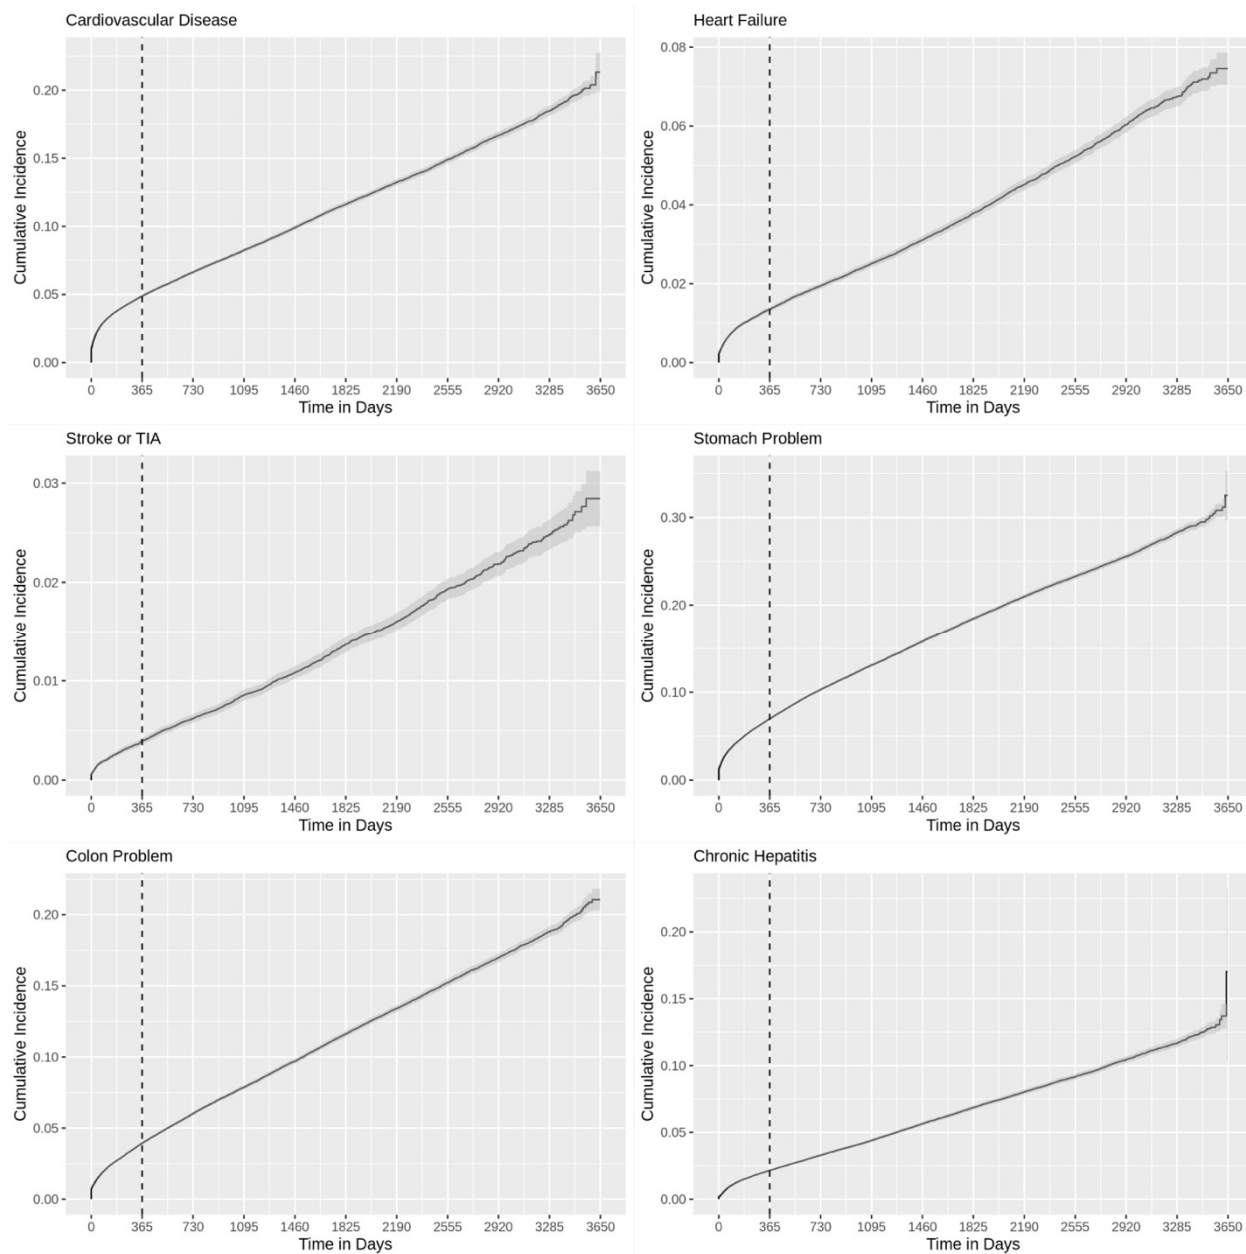 Cardiovascular Disease
Cumulative Incidence
0.20
0.15
0.10
0.05
0.00
0 365 730 1095 1460 1825 2190 2555 2920 3285 3650
Time in Days
Heart Failure
Cumulative Incidence
0.08
0.06
0.04
0.02
0.00
0 365 730 1095 1460 1825 2190 2555 2920 3285 3650
Time in Days
Stroke or TIA
Cumulative Incidence
0.03
0.02
0.01
0.00
0 365 730 1095 1460 1825 2190 2555 2920 3285 3650
Time in Days
Stomach Problem
Cumulative Incidence
0.30
0.20
0.10
0.00
0 365 730 1095 1460 1825 2190 2555 2920 3285 3650
Time in Days
Colon Problem
Cumulative Incidence
0.20
0.15
0.10
0.05
0.00
0 365 730 1095 1460 1825 2190 2555 2920 3285 3650
Time in Days
Chronic Hepatitis
Cumulative Incidence
0.20
0.15
0.10
0.05
0.00
0 365 730 1095 1460 1825 2190 2555 2920 3285 3650
Time in Days